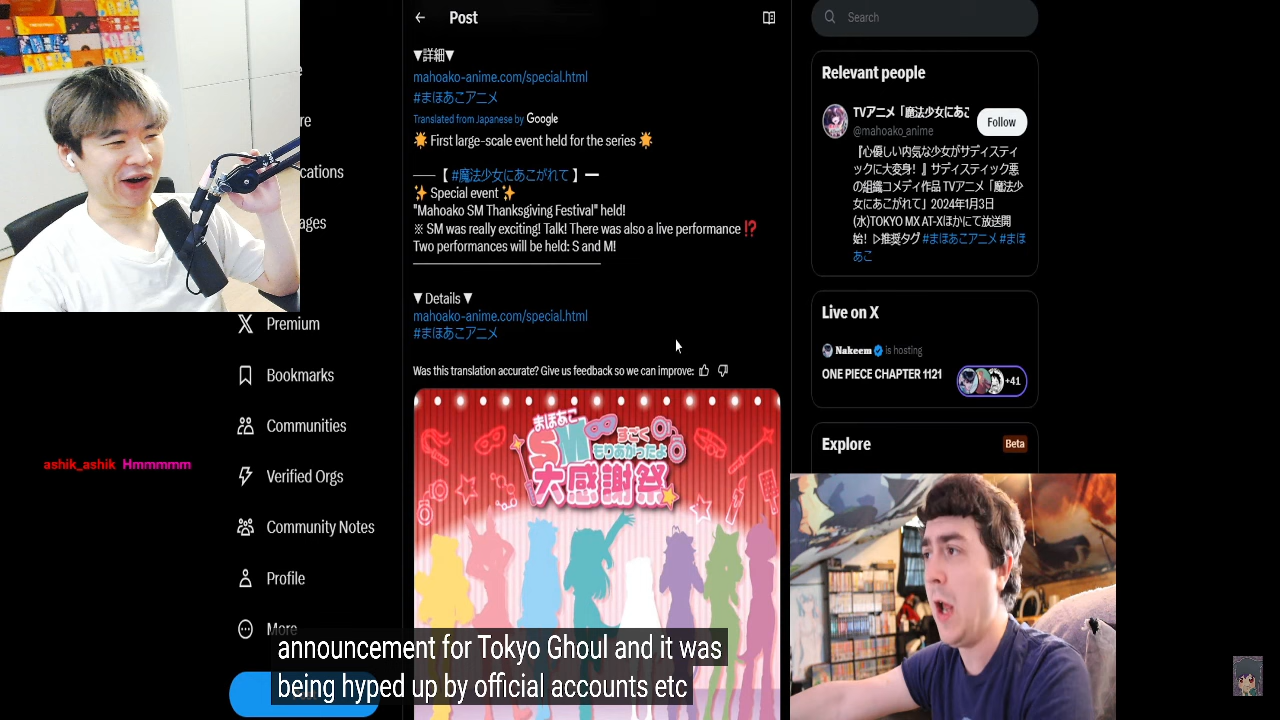 Post
▼詳細▼
mahoako-anime.com/special.html
#まほあこアニメ
Translated from Japanese by Google
First large-scale event held for the series
【 #魔法少女にあこがれて 】
Special event
"Mahoako SM Thanksgiving Festival" held!
※ SM was really exciting! Talk! There was also a live performance ⁉
Two performances will be held: S and M!
▼ Details ▼
mahoako-anime.com/special.html
#まほあこアニメ
Was this translation accurate? Give us feedback so we can improve:
まほあこ
SM
すごく
もりあがったよ
大感謝祭
Premium
Bookmarks
Communities
Verified Orgs
Community Notes
Profile
More
ashik_ashik Hmmmmm
announcement for Tokyo Ghoul and it was
being hyped up by official accounts etc
Search
Relevant people
TVアニメ「魔法少女にあこ
@mahoako_anime
Follow
『心優しい内気な少女がサディスティ
ックに大変身！』サディスティック悪
の組織コメディ作品 TVアニメ「魔法少
女にあこがれて」2024年1月3日
(水)TOKYO MX AT-Xほかにて放送開
始！▷推奨タグ #まほあこアニメ #まほ
あこ
Live on X
Nakeem is hosting
ONE PIECE CHAPTER 1121
+41
Explore
Beta